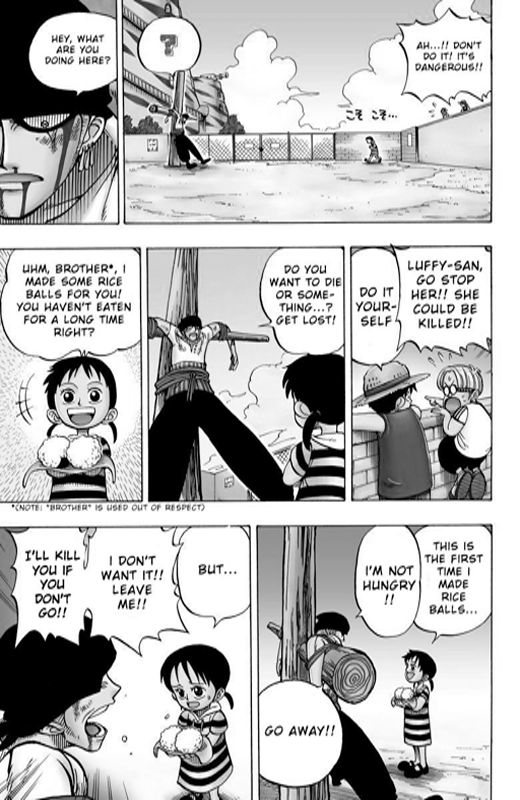 AH...!! DON'T
DO IT! IT'S
DANGEROUS!!
こそ こそ…
?
HEY, WHAT
ARE YOU
DOING HERE?
LUFFY-SAN,
GO STOP
HER!! SHE
COULD BE
KILLED!!
DO IT
YOUR-
SELF
DO YOU
WANT TO DIE
OR SOME-
THING...?
GET LOST!
UHM, BROTHER*, I
MADE SOME RICE
BALLS FOR YOU!
YOU HAVEN'T EATEN
FOR A LONG TIME
RIGHT?
*(NOTE: "BROTHER" IS USED OUT OF RESPECT)
THIS IS
THE FIRST
TIME I
MADE
RICE
BALLS...
I'M NOT
HUNGRY
!!
GO AWAY!!
BUT...
I DON'T
WANT IT!!
LEAVE
ME!!
I'LL KILL
YOU IF
YOU
DON'T
GO!!